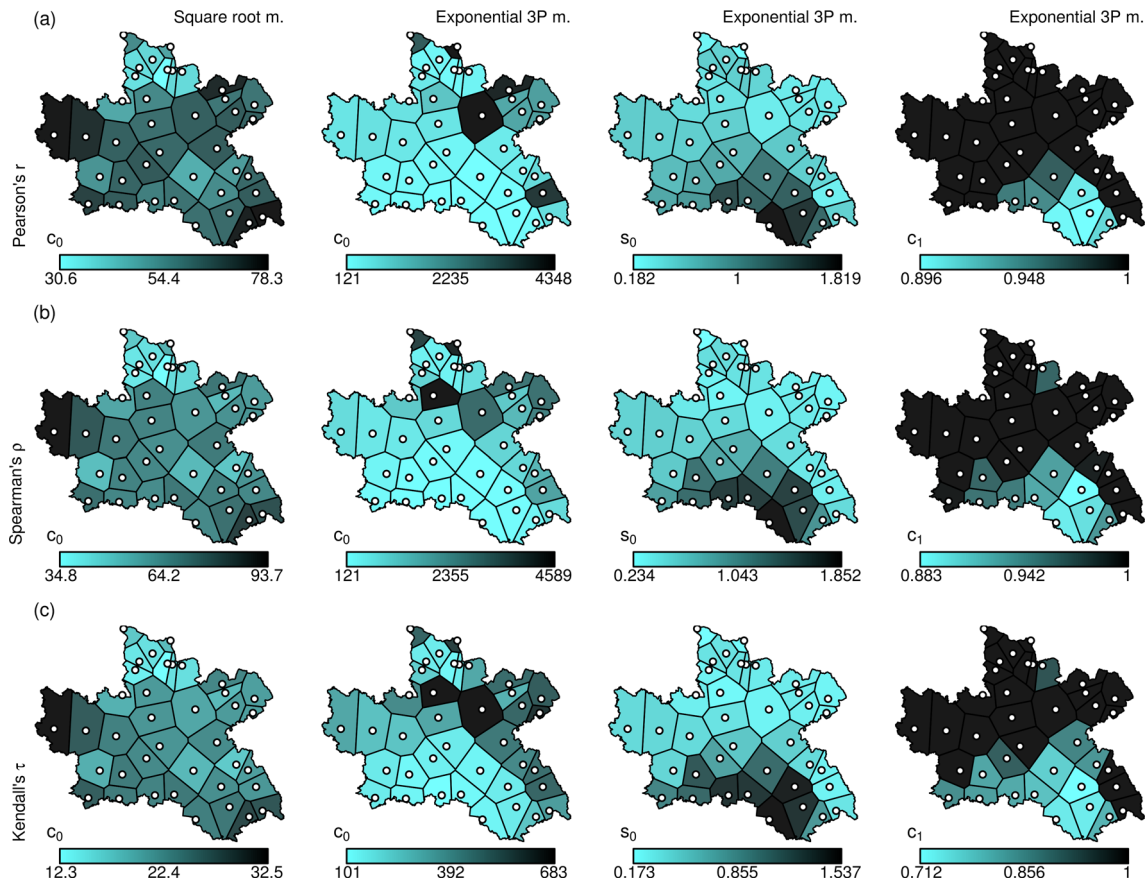 (a) Square root m. Exponential 3P m. Exponential 3P m. Exponential 3P m.
Pearson's r
c₀ c₀ s₀ c₁
30.6 54.4 78.3 121 2235 4348 0.182 1 1.819 0.896 0.948 1
(b)
Spearman's ρ
c₀ c₀ s₀ c₁
34.8 64.2 93.7 121 2355 4589 0.234 1.043 1.852 0.883 0.942 1
(c)
Kendall's τ
c₀ c₀ s₀ c₁
12.3 22.4 32.5 101 392 683 0.173 0.855 1.537 0.712 0.856 1